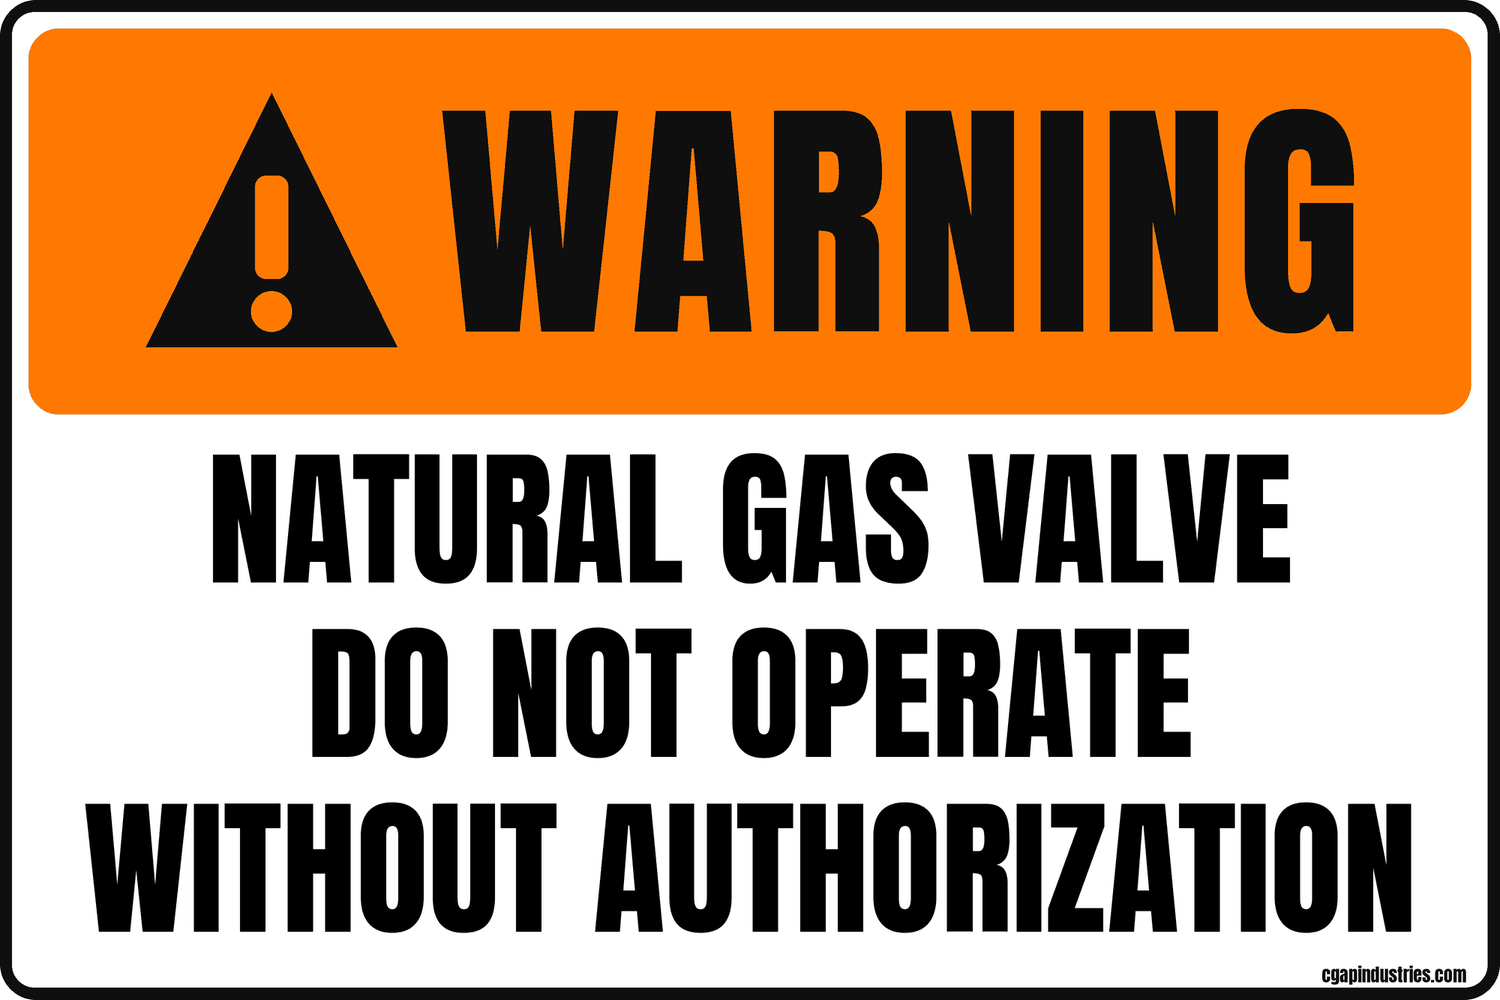 WARNING
NATURAL GAS VALVE
DO NOT OPERATE
WITHOUT AUTHORIZATION
cgapindustries.com